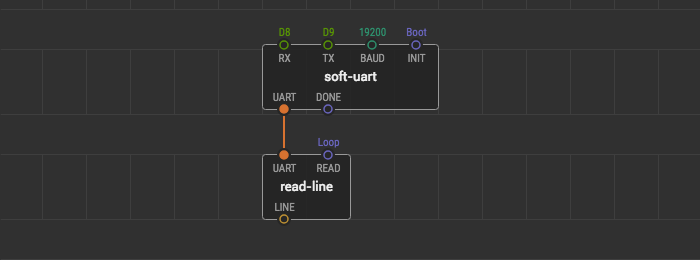 D8 D9 19200 Boot
RX TX BAUD INIT
soft-uart
UART DONE
Loop
UART READ
read-line
LINE